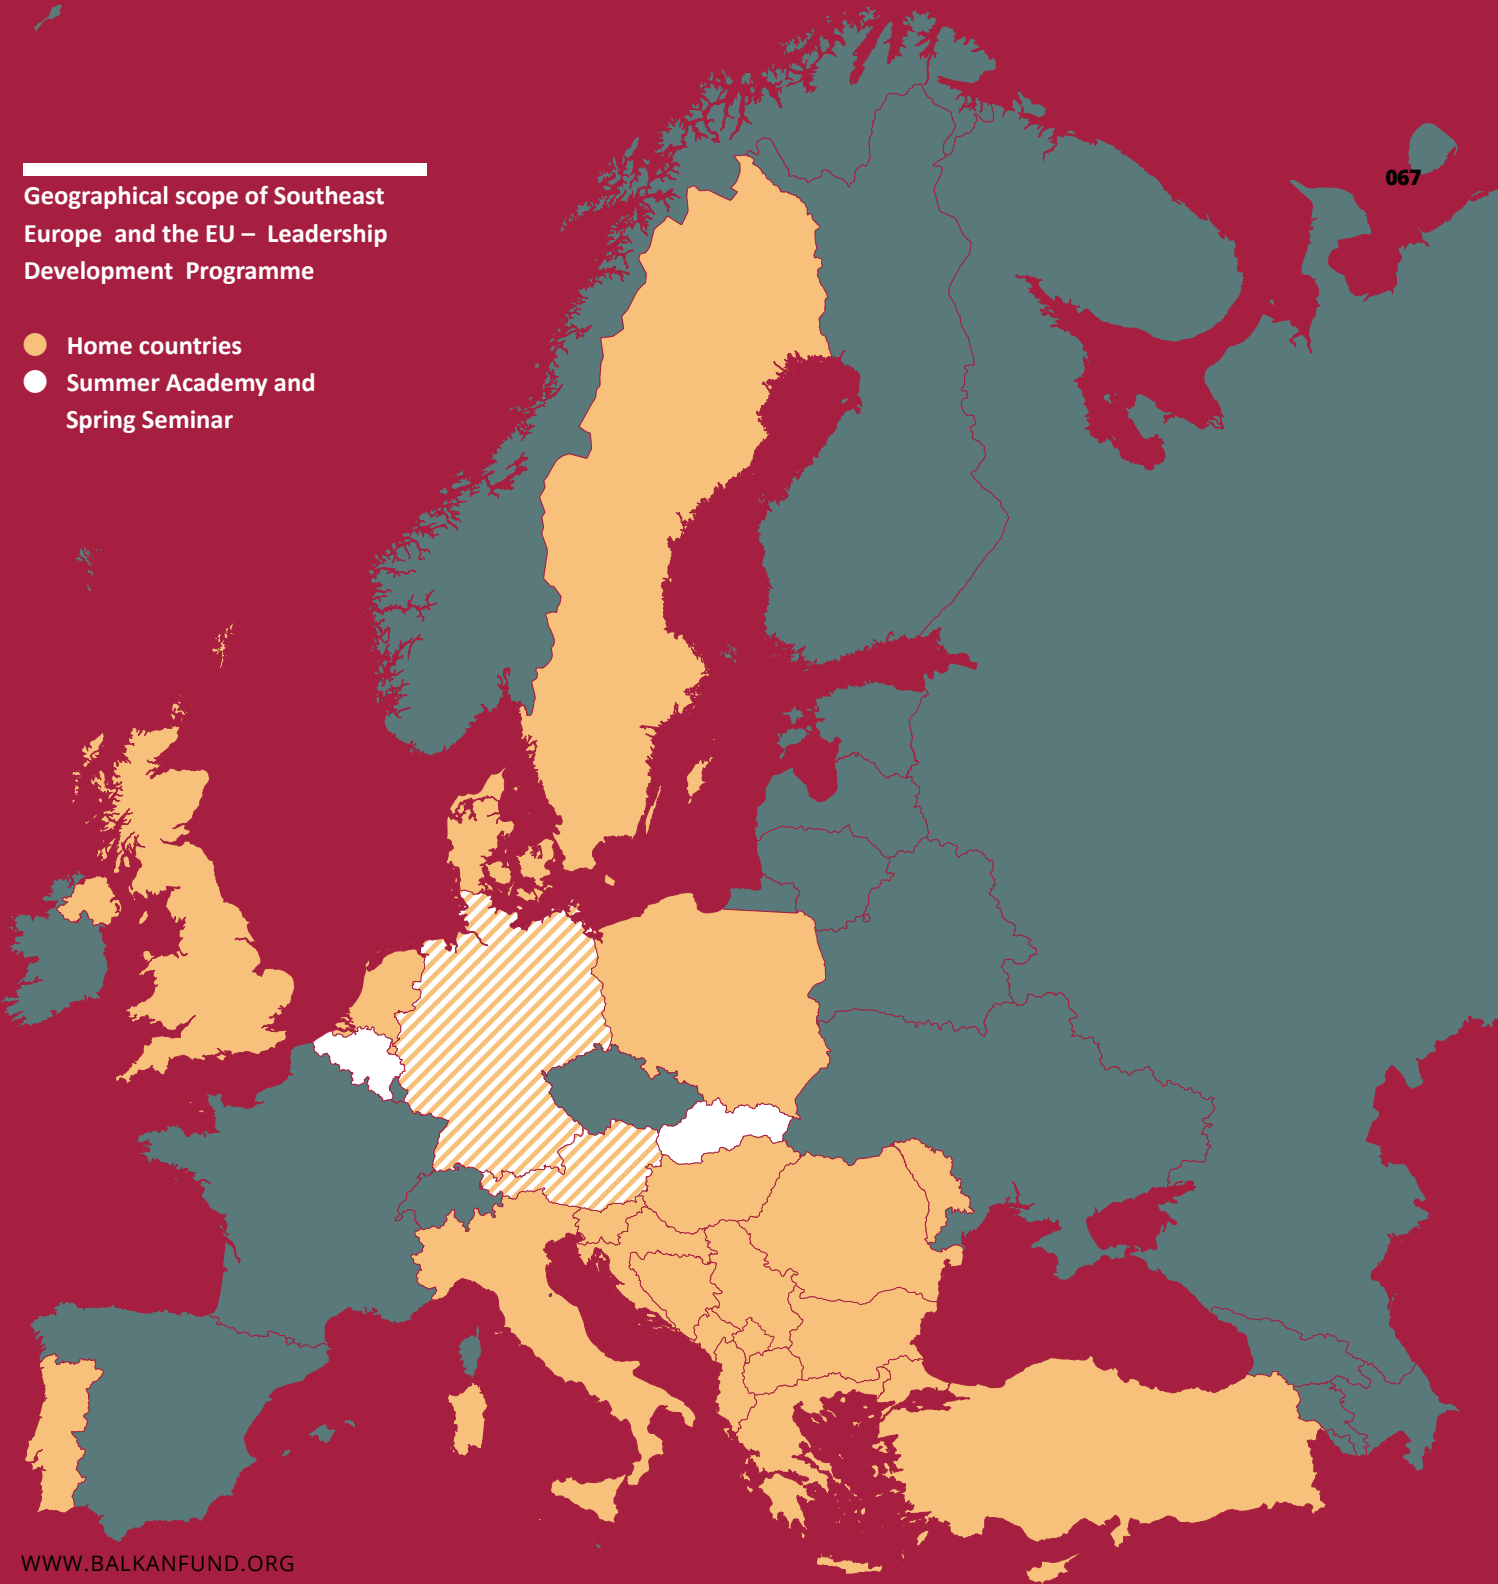 067
Geographical scope of Southeast
Europe and the EU – Leadership
Development Programme
Home countries
Summer Academy and
Spring Seminar
WWW.BALKANFUND.ORG